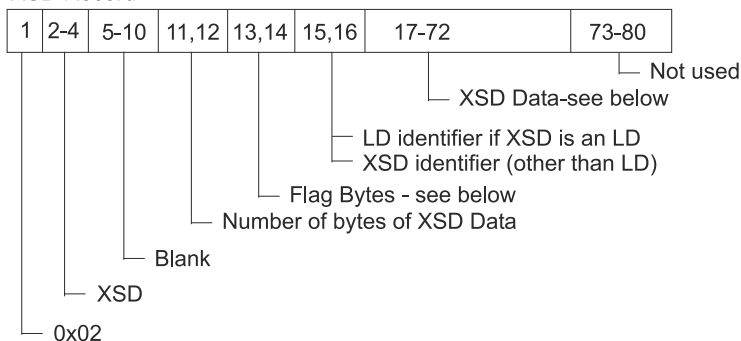 1 2-4 5-10 11,12 13,14 15,16 17-72 73-80
Not used
XSD Data-see below
LD identifier if XSD is an LD
XSD identifier (other than LD)
Flag Bytes - see below
Number of bytes of XSD Data
Blank
XSD
0x02